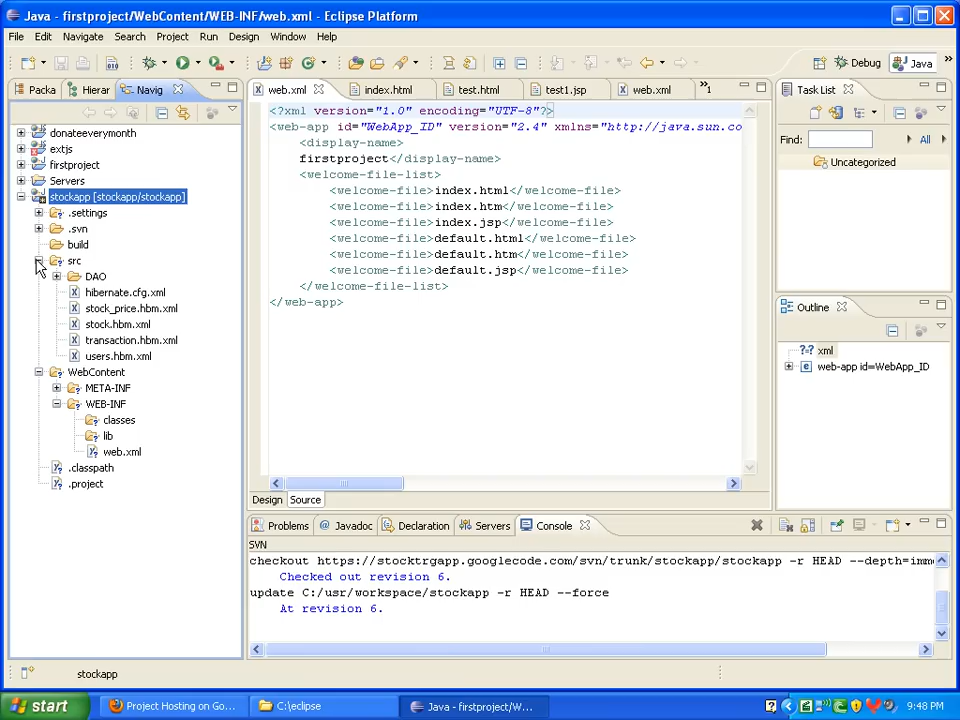 Java - firstproject/WebContent/WEB-INF/web.xml - Eclipse Platform
File Edit Navigate Search Project Run Design Window Help
Debug Java
Packa Hierar Navig
web.xml index.html test.html test1.jsp web.xml »1
Task List
donateeverymonth
extjs
firstproject
Servers
stockapp [stockapp/stockapp]
.settings
.svn
build
src
DAO
hibernate.cfg.xml
stock_price.hbm.xml
stock.hbm.xml
transaction.hbm.xml
users.hbm.xml
WebContent
META-INF
WEB-INF
classes
lib
web.xml
.classpath
.project
<?xml version="1.0" encoding="UTF-8"?>
<web-app id="WebApp_ID" version="2.4" xmlns="http://java.sun.co
<display-name>
firstproject</display-name>
<welcome-file-list>
<welcome-file>index.html</welcome-file>
<welcome-file>index.htm</welcome-file>
<welcome-file>index.jsp</welcome-file>
<welcome-file>default.html</welcome-file>
<welcome-file>default.htm</welcome-file>
<welcome-file>default.jsp</welcome-file>
</welcome-file-list>
</web-app>
Design Source
Find: All
Uncategorized
Outline
?=? xml
web-app id=WebApp_ID
Problems Javadoc Declaration Servers Console
SVN
checkout https://stocktrgapp.googlecode.com/svn/trunk/stockapp/stockapp -r HEAD --depth=imm
Checked out revision 6.
update C:/usr/workspace/stockapp -r HEAD --force
At revision 6.
stockapp
start Project Hosting on Go... C:\eclipse Java - firstproject/W... 9:48 PM